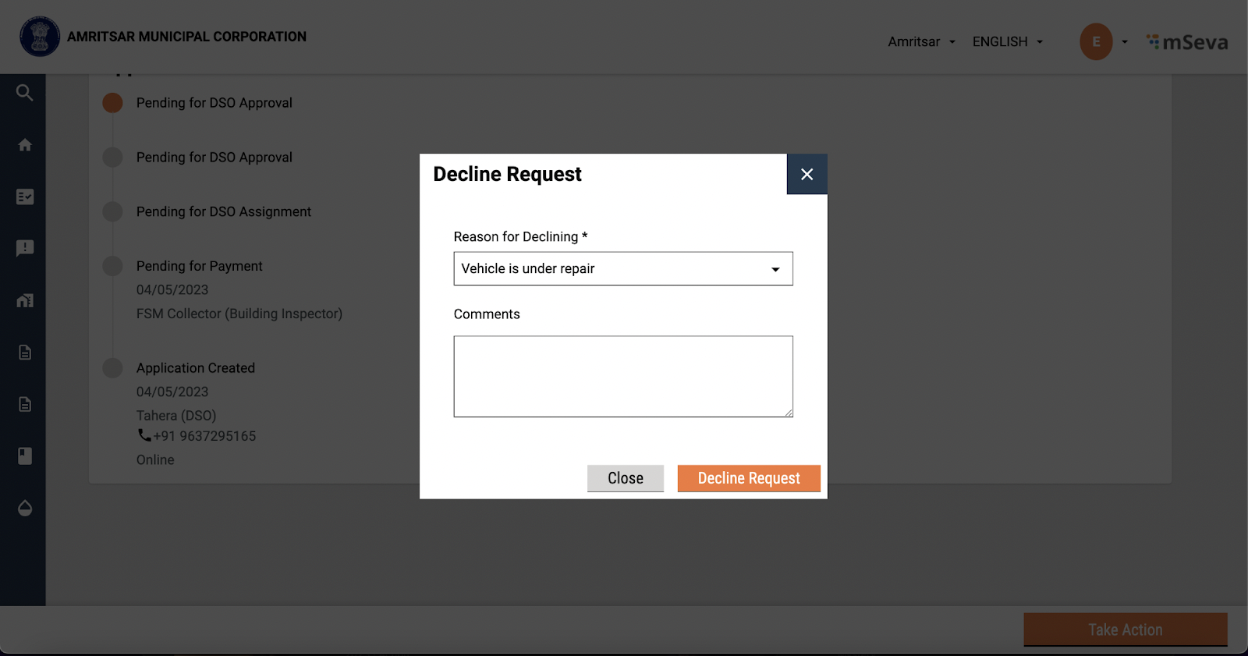 AMRITSAR MUNICIPAL CORPORATION
Amritsar
ENGLISH
E
mSeva
Pending for DSO Approval
Pending for DSO Approval
Pending for DSO Assignment
Pending for Payment
04/05/2023
FSM Collector (Building Inspector)
Application Created
04/05/2023
Tahera (DSO)
+91 9637295165
Online
Decline Request
Reason for Declining *
Vehicle is under repair
Comments
Close
Decline Request
Take Action